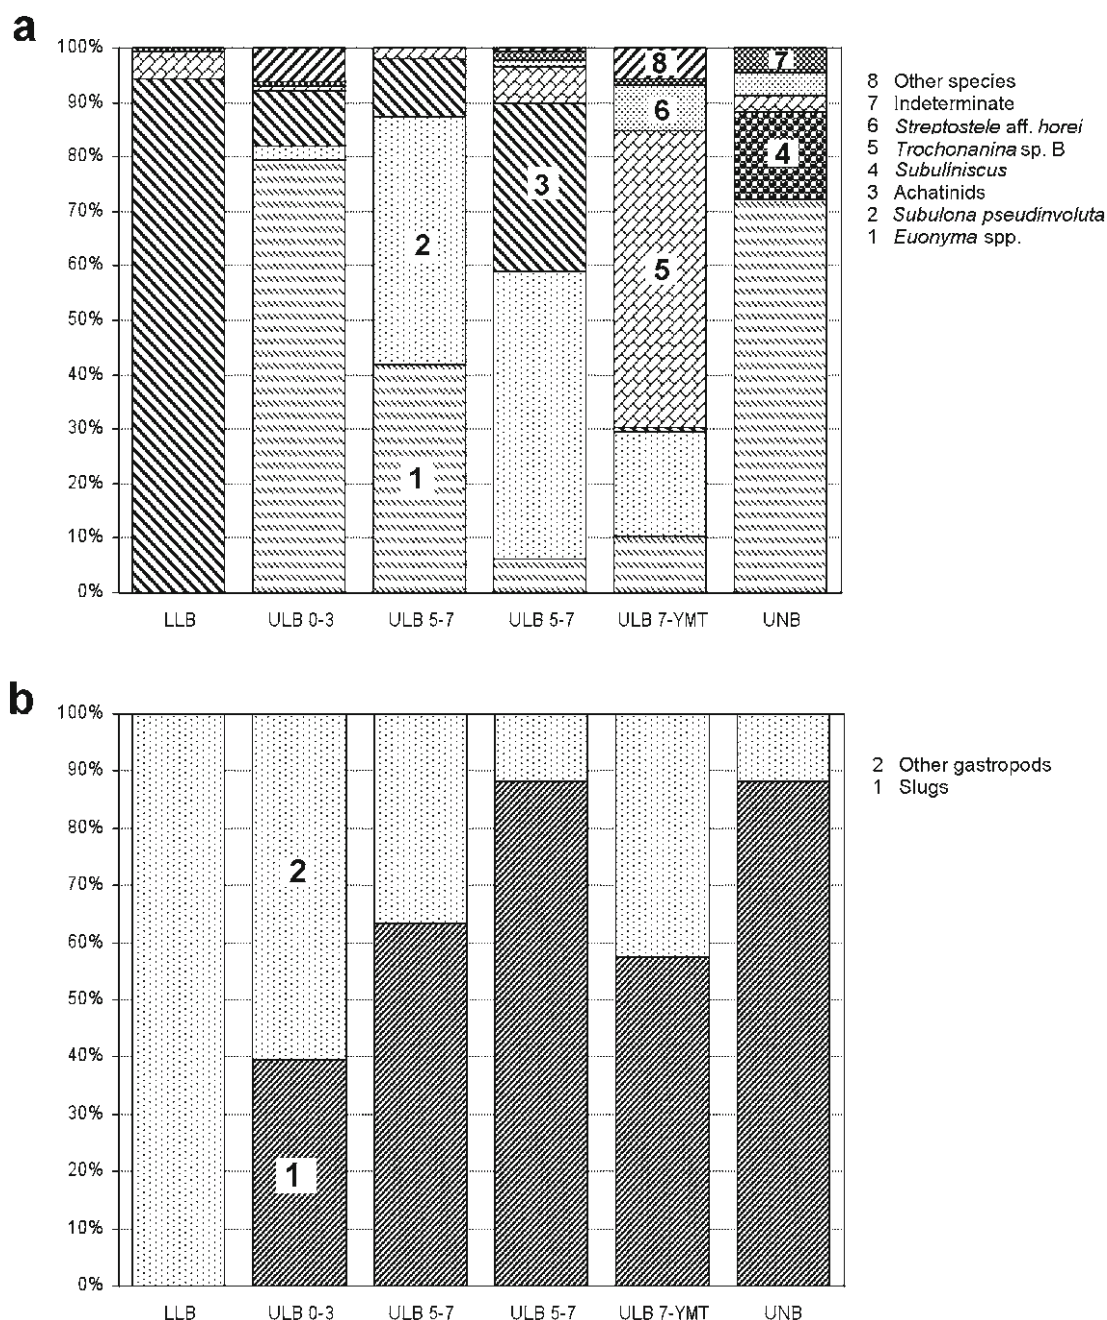 a
100%
90%
80%
70%
60%
50%
40%
30%
20%
10%
0%
1
2
3
8
6
5
7
4
LLB
ULB 0-3
ULB 5-7
ULB 5-7
ULB 7-YMT
UNB
8 Other species
7 Indeterminate
6 Streptostele aff. horei
5 Trochonanina sp. B
4 Subuliniscus
3 Achatinids
2 Subulona pseudinvoluta
1 Euonyma spp.
b
100%
90%
80%
70%
60%
50%
40%
30%
20%
10%
0%
2
1
LLB
ULB 0-3
ULB 5-7
ULB 5-7
ULB 7-YMT
UNB
2 Other gastropods
1 Slugs